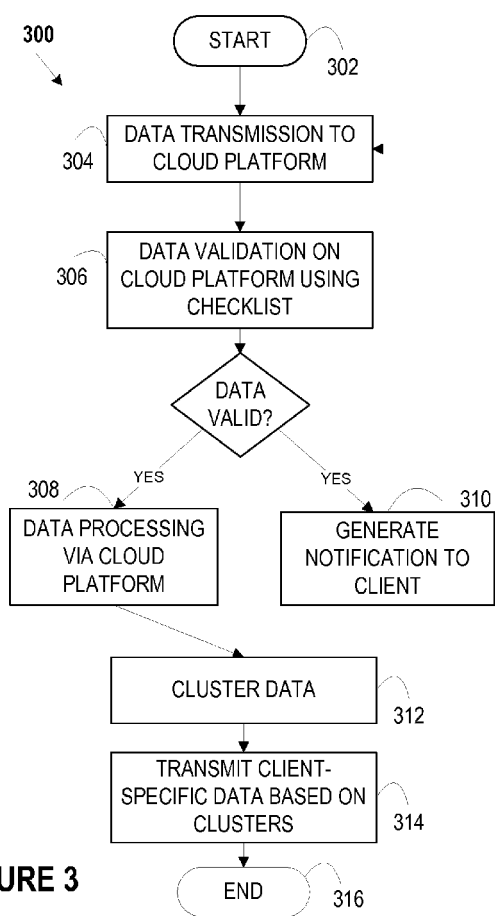 300
START
302
DATA TRANSMISSION TO
CLOUD PLATFORM
304
DATA VALIDATION ON
CLOUD PLATFORM USING
CHECKLIST
306
DATA
VALID?
YES
YES
308
310
DATA PROCESSING
VIA CLOUD
PLATFORM
GENERATE
NOTIFICATION TO
CLIENT
CLUSTER DATA
312
TRANSMIT CLIENT-
SPECIFIC DATA BASED ON
CLUSTERS
314
URE 3
END
316